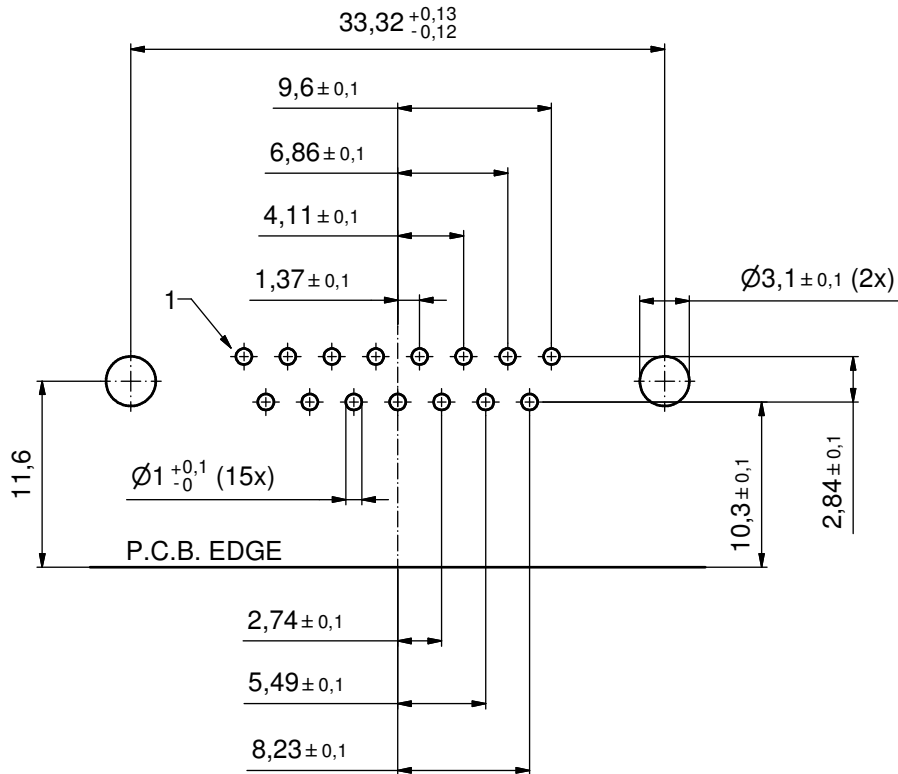 33,32 +0,13 -0,12
9,6 ± 0,1
6,86 ± 0,1
4,11 ± 0,1
1,37 ± 0,1
Ø3,1 ± 0,1 (2x)
1
11,6
Ø1 +0,1 -0 (15x)
10,3 ± 0,1
2,84 ± 0,1
P.C.B. EDGE
2,74 ± 0,1
5,49 ± 0,1
8,23 ± 0,1